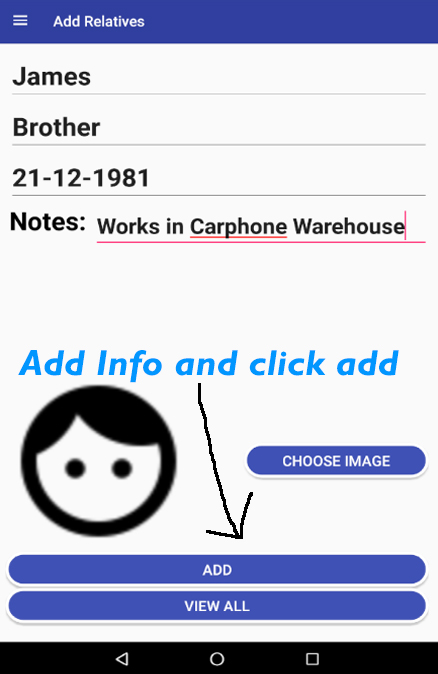 Add Relatives
James
Brother
21-12-1981
Notes: Works in Carphone Warehouse
Add Info and click add
CHOOSE IMAGE
ADD
VIEW ALL